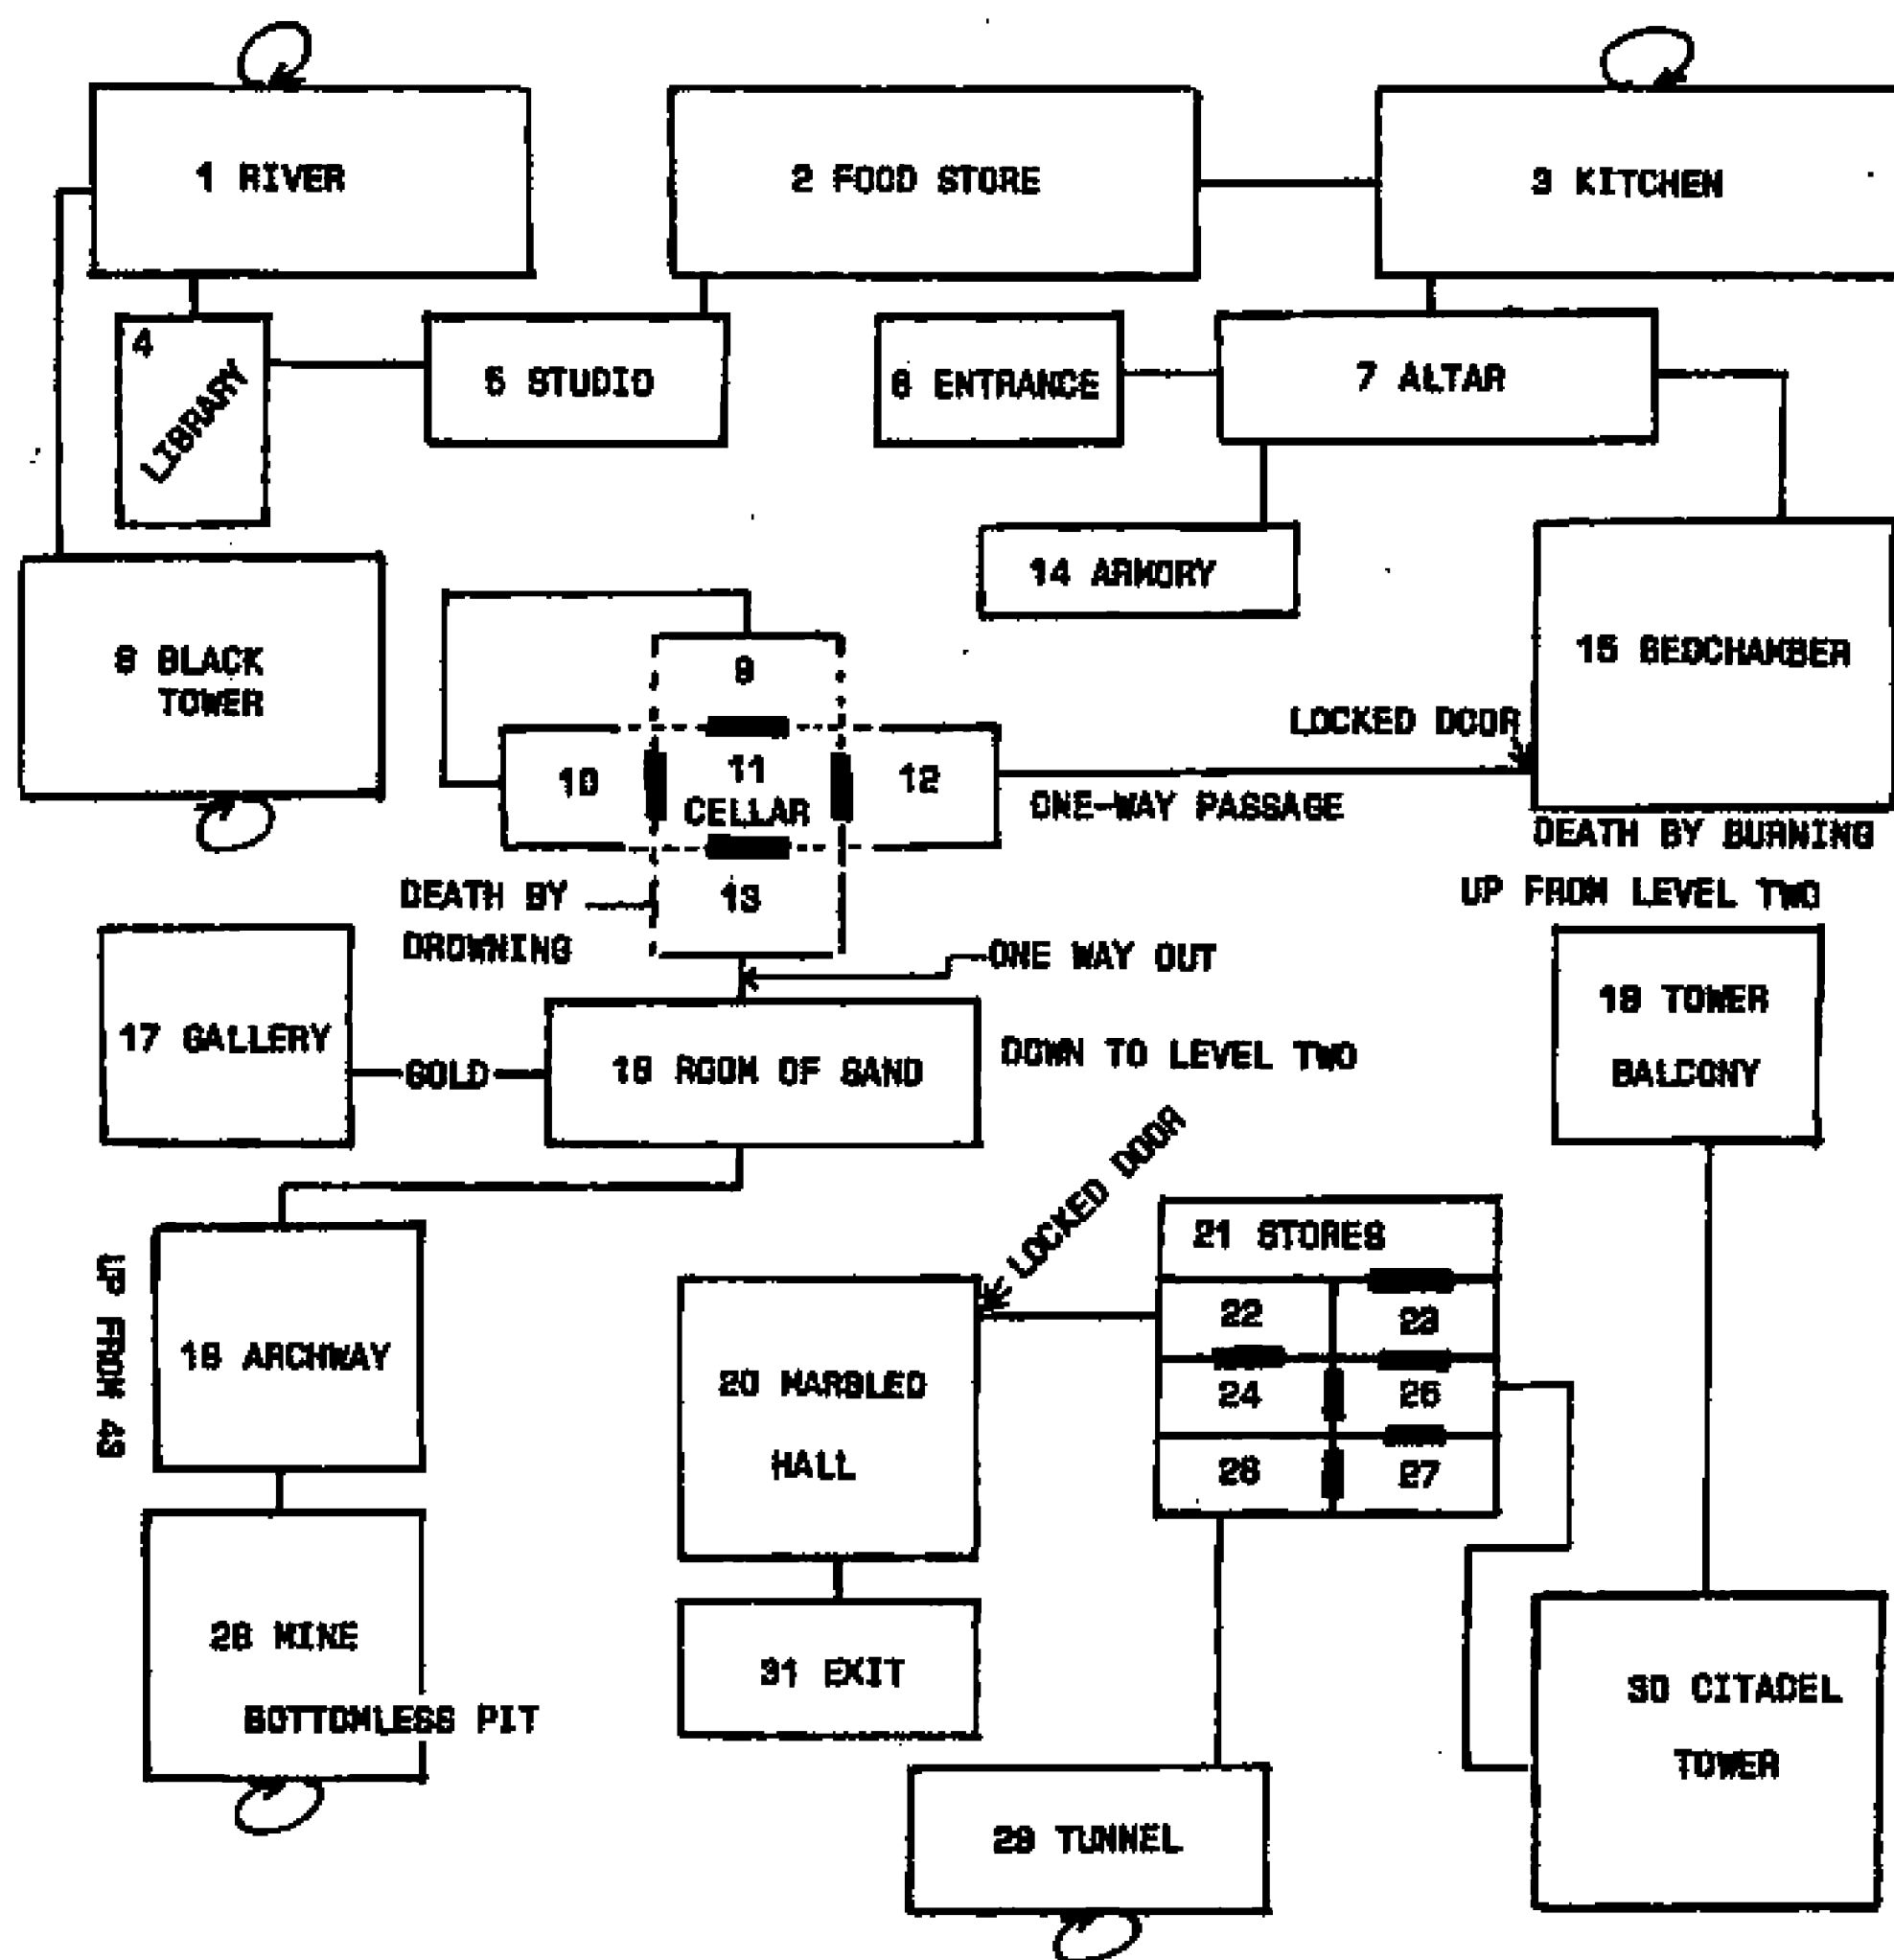 1 RIVER
2 FOOD STORE
3 KITCHEN
4
LIBRARY
5 STUDIO
6 ENTRANCE
7 ALTAR
14 ARMORY
8 BLACK
TOWER
15 BEDCHAMBER
9
LOCKED DOOR
10
11
12
CELLAR
ONE-WAY PASSAGE
DEATH BY BURNING
DEATH BY
DROWNING
13
UP FROM LEVEL TWO
ONE WAY OUT
17 GALLERY
GOLD
16 ROOM OF SAND
DOWN TO LEVEL TWO
19 TOWER
BALCONY
LOCKED DOOR
21 STORES
22
23
UP FROM 43
18 ARCHWAY
20 MARBLED
HALL
24
25
26
27
28 MINE
BOTTOMLESS PIT
31 EXIT
30 CITADEL
TOWER
29 TUNNEL